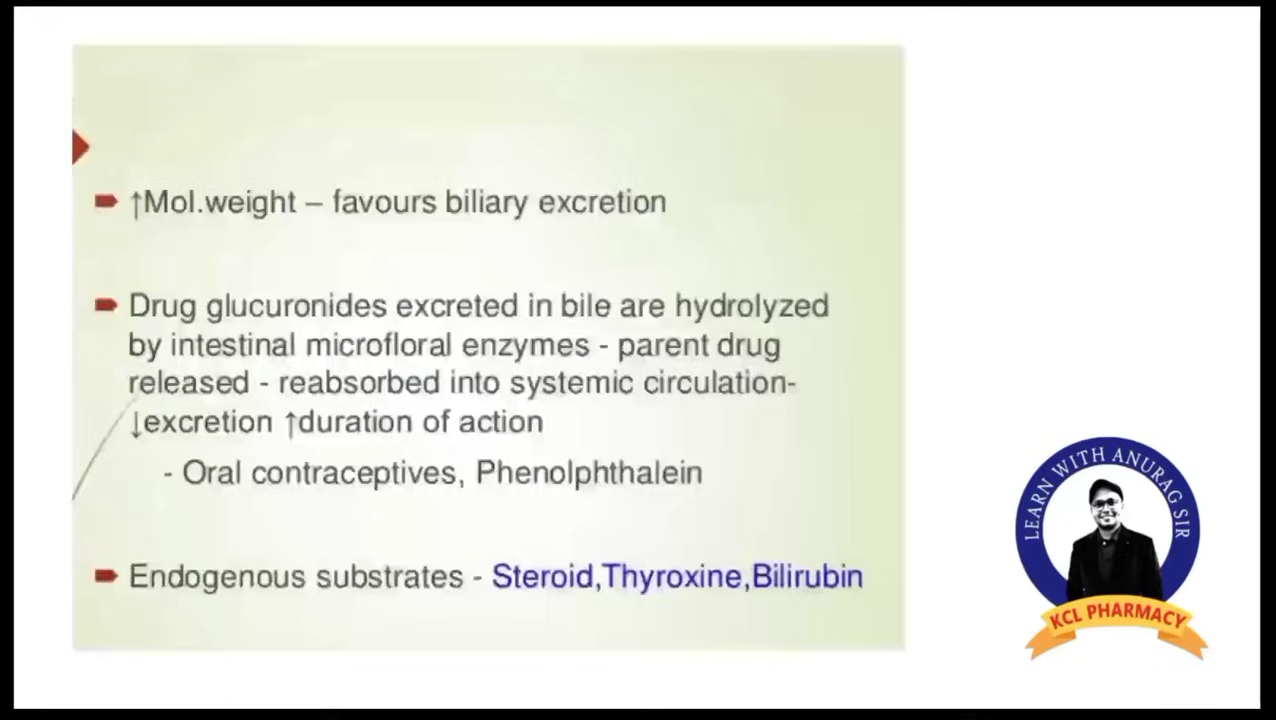 ↑Mol.weight – favours biliary excretion
Drug glucuronides excreted in bile are hydrolyzed
by intestinal microfloral enzymes - parent drug
released - reabsorbed into systemic circulation-
↓excretion ↑duration of action
- Oral contraceptives, Phenolphthalein
Endogenous substrates - Steroid,Thyroxine,Bilirubin
LEARN WITH ANURAG SIR
KCL PHARMACY